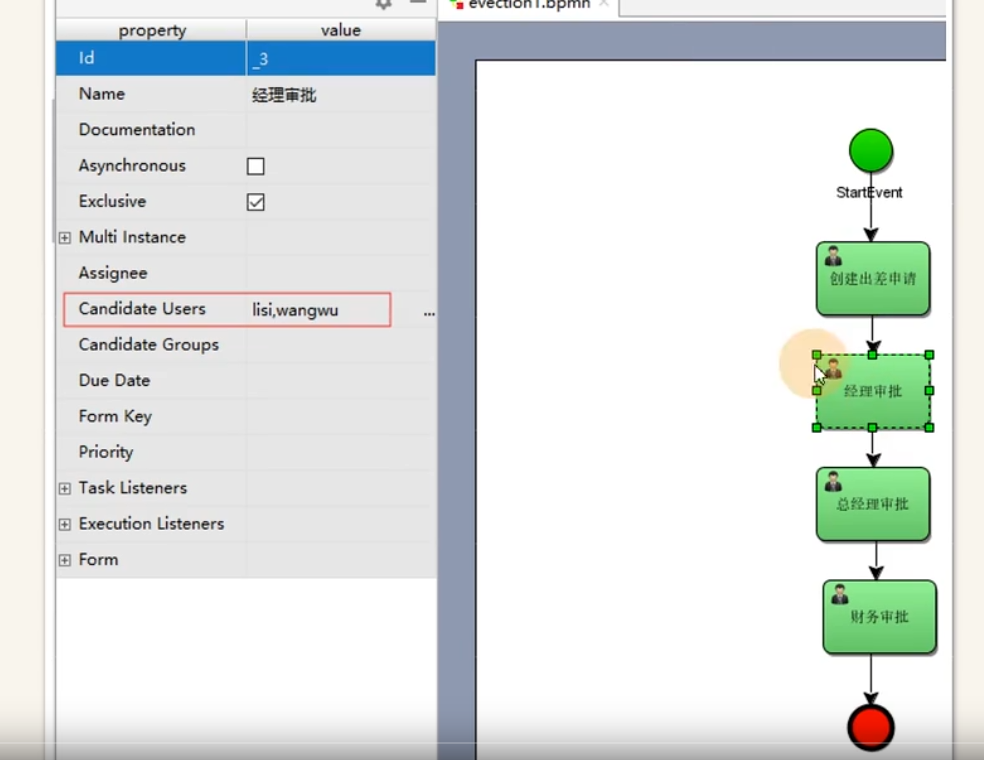 evection1.bpmn
property value
Id _3
Name 经理审批
Documentation
Asynchronous
Exclusive
Multi Instance
Assignee
Candidate Users lisi,wangwu ...
Candidate Groups
Due Date
Form Key
Priority
Task Listeners
Execution Listeners
Form
StartEvent
创建出差申请
经理审批
总经理审批
财务审批